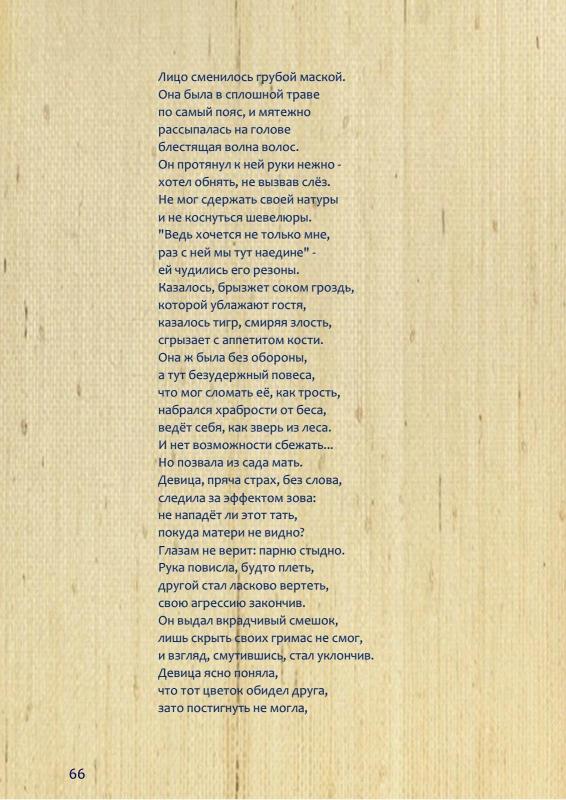 Лицо сменилось грубой маской.
Она была в сплошной траве
по самый пояс, и мятежно
рассыпалась на голове
блестящая волна волос.
Он протянул к ней руки нежно -
хотел обнять, не вызвав слёз.
Не мог сдержать своей натуры
и не коснуться шевелюры.
"Ведь хочется не только мне,
раз с ней мы тут наедине" -
ей чудились его резоны.
Казалось, брызжет соком гроздь,
которой ублажают гостя,
казалось тигр, смиряя злость,
сгрызает с аппетитом кости.
Она ж была без обороны,
а тут безудержный повеса,
что мог сломать её, как трость,
набрался храбрости от беса,
ведёт себя, как зверь из леса.
И нет возможности сбежать...
Но позвала из сада мать.
Девица, пряча страх, без слова,
следила за эффектом зова:
не нападёт ли этот тать,
покуда матери не видно?
Глазам не верит: парню стыдно.
Рука повисла, будто плеть,
другой стал ласково вертеть,
свою агрессию закончив.
Он выдал вкрадчивый смешок,
лишь скрыть своих гримас не смог,
и взгляд, смутившись, стал уклончив.
Девица ясно поняла,
что тот цветок обидел друга,
зато постигнуть не могла,
66